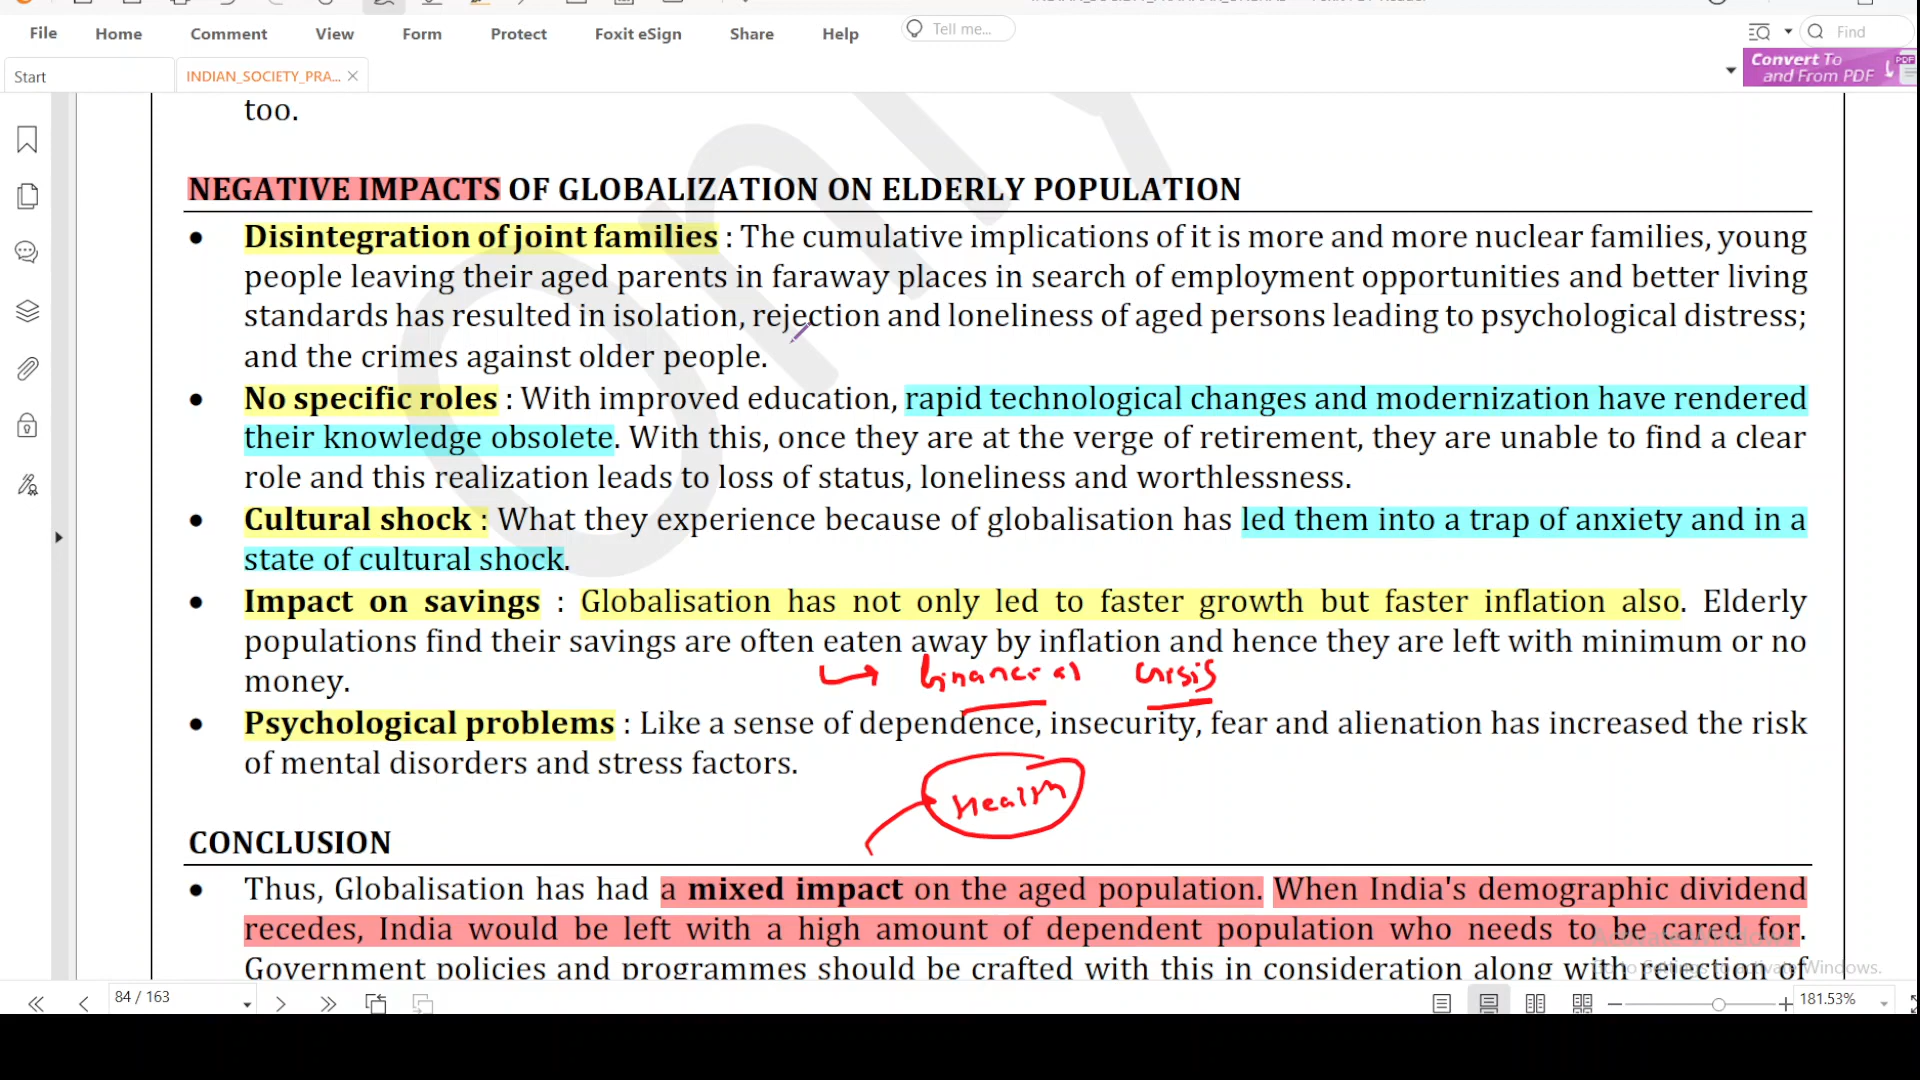 File Home Comment View Form Protect Foxit eSign Share Help Tell me... Find
Convert To
and From PDF
PDF
Start INDIAN_SOCIETY_PRA...
too.
NEGATIVE IMPACTS OF GLOBALIZATION ON ELDERLY POPULATION
• Disintegration of joint families : The cumulative implications of it is more and more nuclear families, young
people leaving their aged parents in faraway places in search of employment opportunities and better living
standards has resulted in isolation, rejection and loneliness of aged persons leading to psychological distress;
and the crimes against older people.
• No specific roles : With improved education, rapid technological changes and modernization have rendered
their knowledge obsolete. With this, once they are at the verge of retirement, they are unable to find a clear
role and this realization leads to loss of status, loneliness and worthlessness.
• Cultural shock : What they experience because of globalisation has led them into a trap of anxiety and in a
state of cultural shock.
• Impact on savings : Globalisation has not only led to faster growth but faster inflation also. Elderly
populations find their savings are often eaten away by inflation and hence they are left with minimum or no
money.
financial crisis
• Psychological problems : Like a sense of dependence, insecurity, fear and alienation has increased the risk
of mental disorders and stress factors.
Health
CONCLUSION
• Thus, Globalisation has had a mixed impact on the aged population. When India's demographic dividend
recedes, India would be left with a high amount of dependent population who needs to be cared for.
Government policies and programmes should be crafted with this in consideration along with rejection of
Activate Windows
Go to Settings to activate Windows.
84 / 163
181.53%
only